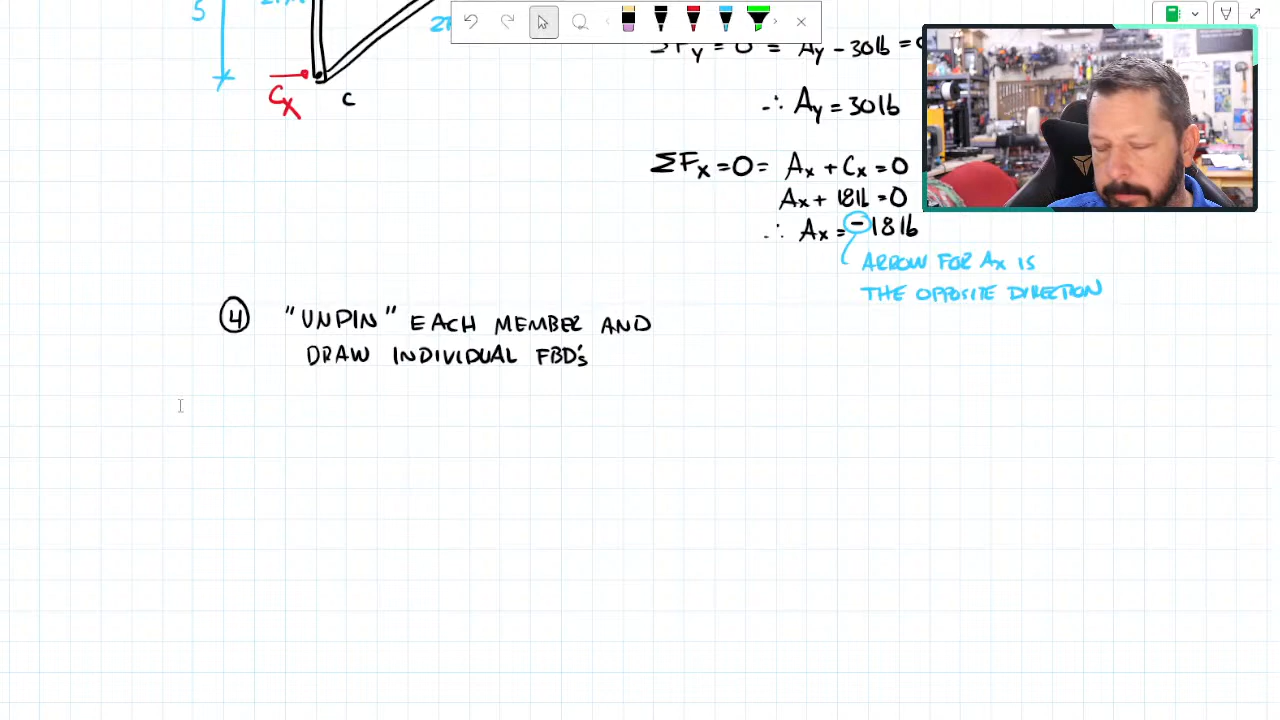 5
C
Cx
ΣFy = 0 = Ay - 30lb =
∴ Ay = 30lb
ΣFx = 0 = Ax + Cx = 0
Ax + 18lb = 0
∴ Ax = -18lb
ARROW FOR Ax IS
THE OPPOSITE DIRECTION
④ "UNPIN" EACH MEMBER AND
DRAW INDIVIDUAL FBD's